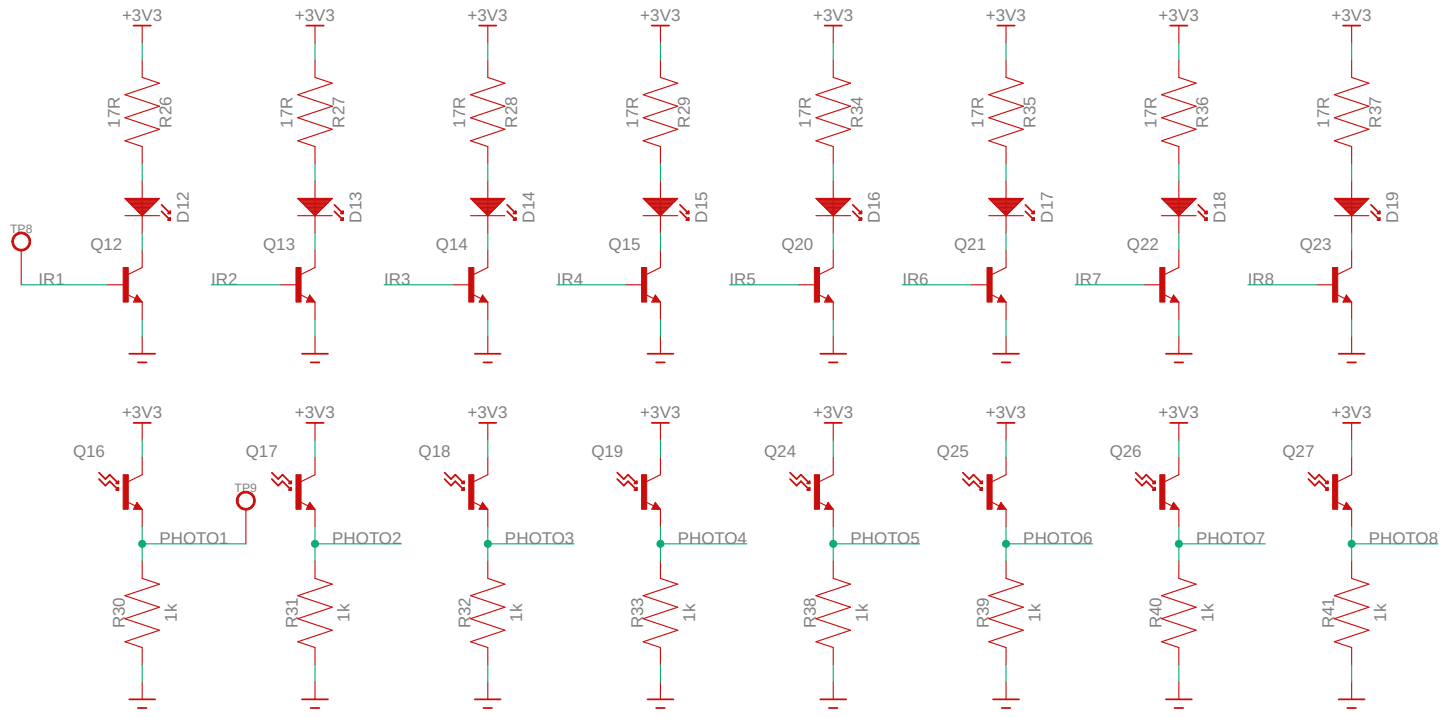 +3V3 +3V3 +3V3 +3V3 +3V3 +3V3 +3V3 +3V3
17R R26 17R R27 17R R28 17R R29 17R R34 17R R35 17R R36 17R R37
D12 D13 D14 D15 D16 D17 D18 D19
TP8
Q12 Q13 Q14 Q15 Q20 Q21 Q22 Q23
IR1 IR2 IR3 IR4 IR5 IR6 IR7 IR8
+3V3 +3V3 +3V3 +3V3 +3V3 +3V3 +3V3 +3V3
Q16 Q17 Q18 Q19 Q24 Q25 Q26 Q27
TP9
PHOTO1 PHOTO2 PHOTO3 PHOTO4 PHOTO5 PHOTO6 PHOTO7 PHOTO8
R30 1k R31 1k R32 1k R33 1k R38 1k R39 1k R40 1k R41 1k